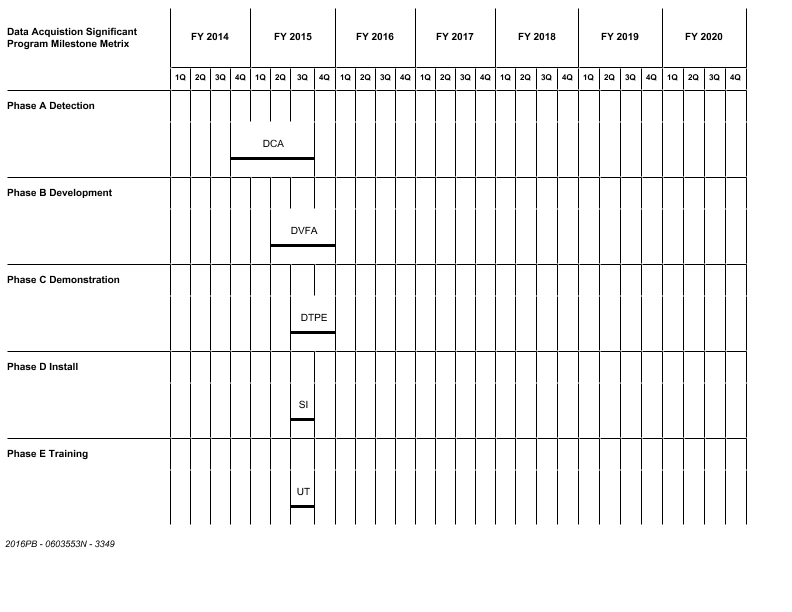 Data Acquistion Significant
Program Milestone Metrix
FY 2014 FY 2015 FY 2016 FY 2017 FY 2018 FY 2019 FY 2020
1Q 2Q 3Q 4Q 1Q 2Q 3Q 4Q 1Q 2Q 3Q 4Q 1Q 2Q 3Q 4Q 1Q 2Q 3Q 4Q 1Q 2Q 3Q 4Q 1Q 2Q 3Q 4Q
Phase A Detection
DCA
Phase B Development
DVFA
Phase C Demonstration
DTPE
Phase D Install
SI
Phase E Training
UT
2016PB - 0603553N - 3349